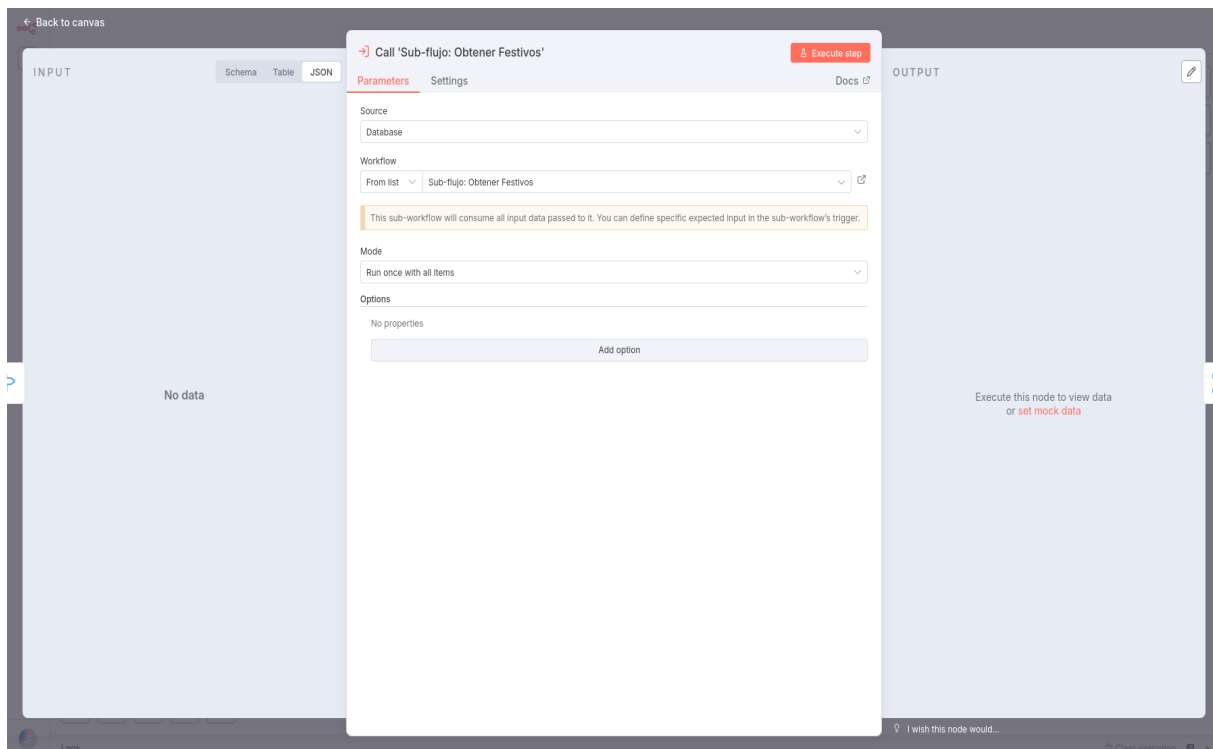 Back to canvas
INPUT
Schema Table JSON
No data
Call 'Sub-flujo: Obtener Festivos'
Execute step
Parameters Settings
Docs
Source
Database
Workflow
From list Sub-flujo: Obtener Festivos
This sub-workflow will consume all input data passed to it. You can define specific expected input in the sub-workflow's trigger.
Mode
Run once with all items
Options
No properties
Add option
OUTPUT
Execute this node to view data
or set mock data
I wish this node would...
Logs
Clear execution